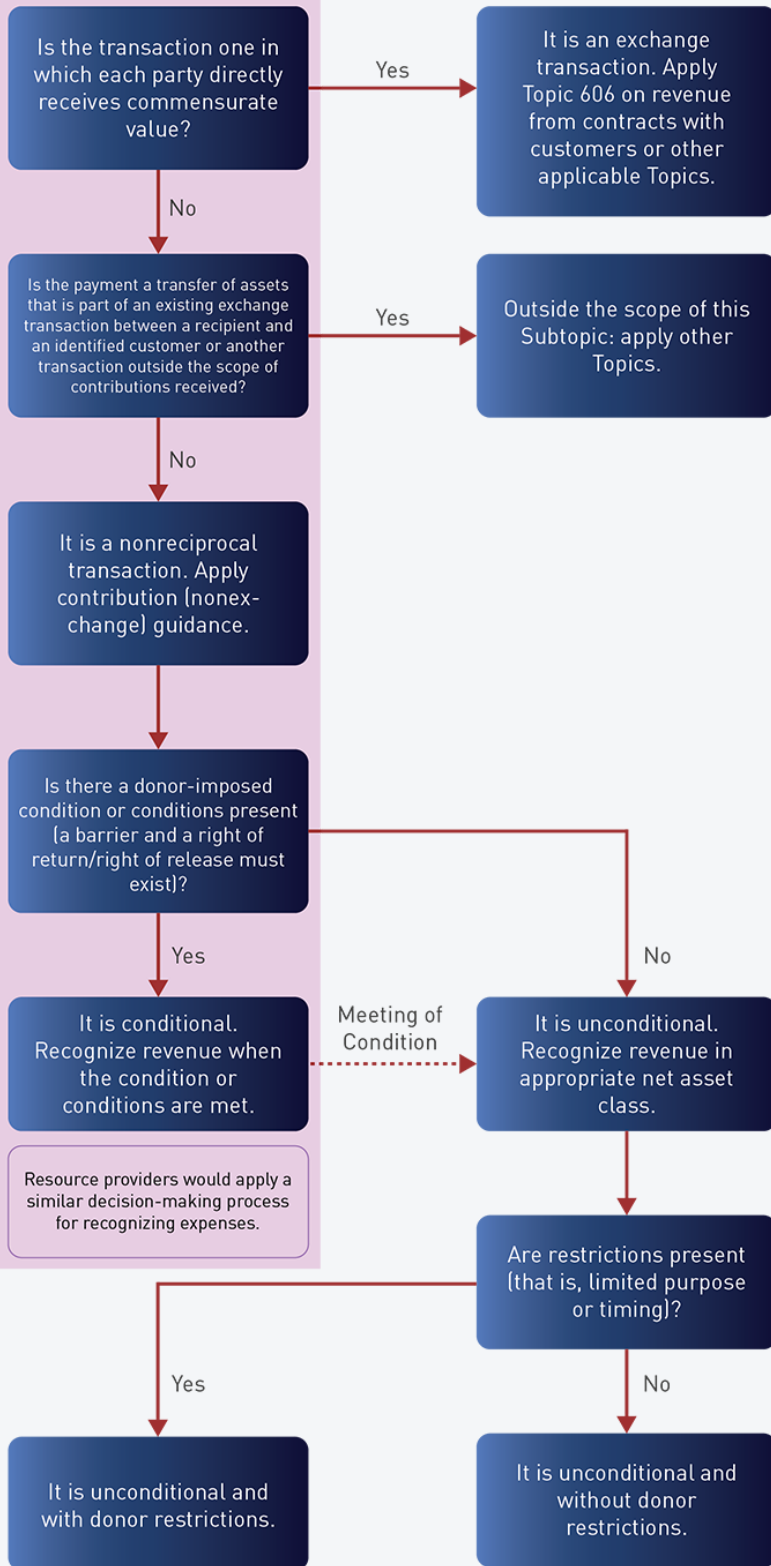 Is the transaction one in
which each party directly
receives commensurate
value?
Yes
It is an exchange
transaction. Apply
Topic 606 on revenue
from contracts with
customers or other
applicable Topics.
No
Is the payment a transfer of assets
that is part of an existing exchange
transaction between a recipient and
an identified customer or another
transaction outside the scope of
contributions received?
Yes
Outside the scope of this
Subtopic: apply other
Topics.
No
It is a nonreciprocal
transaction. Apply
contribution (nonex-
change) guidance.
Is there a donor-imposed
condition or conditions present
(a barrier and a right of
return/right of release must
exist)?
Yes
No
It is conditional.
Recognize revenue when
the condition or
conditions are met.
Meeting of
Condition
It is unconditional.
Recognize revenue in
appropriate net asset
class.
Resource providers would apply a
similar decision-making process
for recognizing expenses.
Are restrictions present
(that is, limited purpose
or timing)?
Yes
No
It is unconditional and
with donor restrictions.
It is unconditional and
without donor
restrictions.